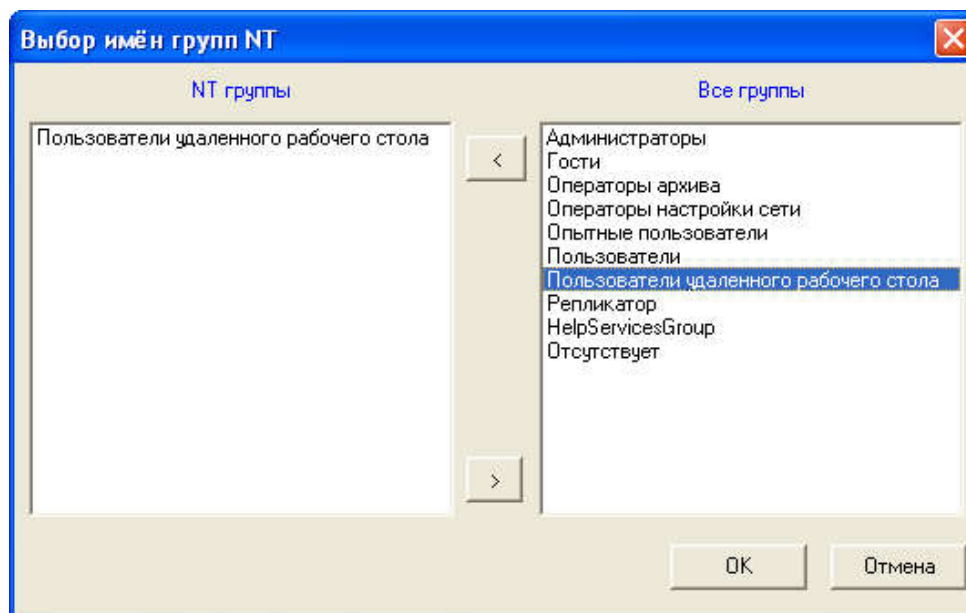 Выбор имён групп NT
NT группы
Все группы
Пользователи удаленного рабочего стола
<
>
Администраторы
Гости
Операторы архива
Операторы настройки сети
Опытные пользователи
Пользователи
Пользователи удаленного рабочего стола
Репликатор
HelpServicesGroup
Отсутствует
OK
Отмена